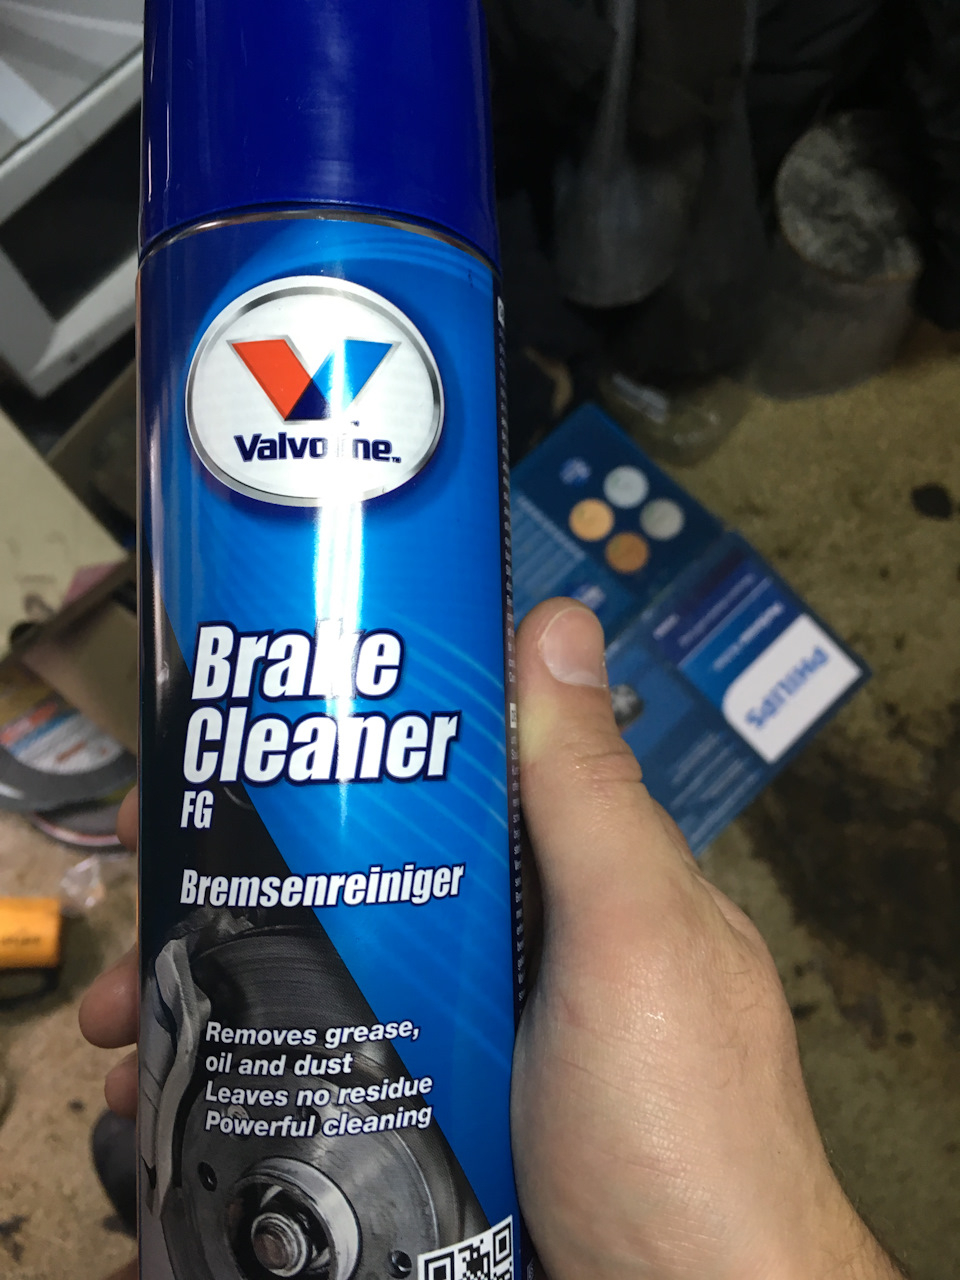 Valvoline
Brake
Cleaner
FG
Bremsenreiniger
Removes grease,
oil and dust
Leaves no residue
Powerful cleaning
PHILIPS